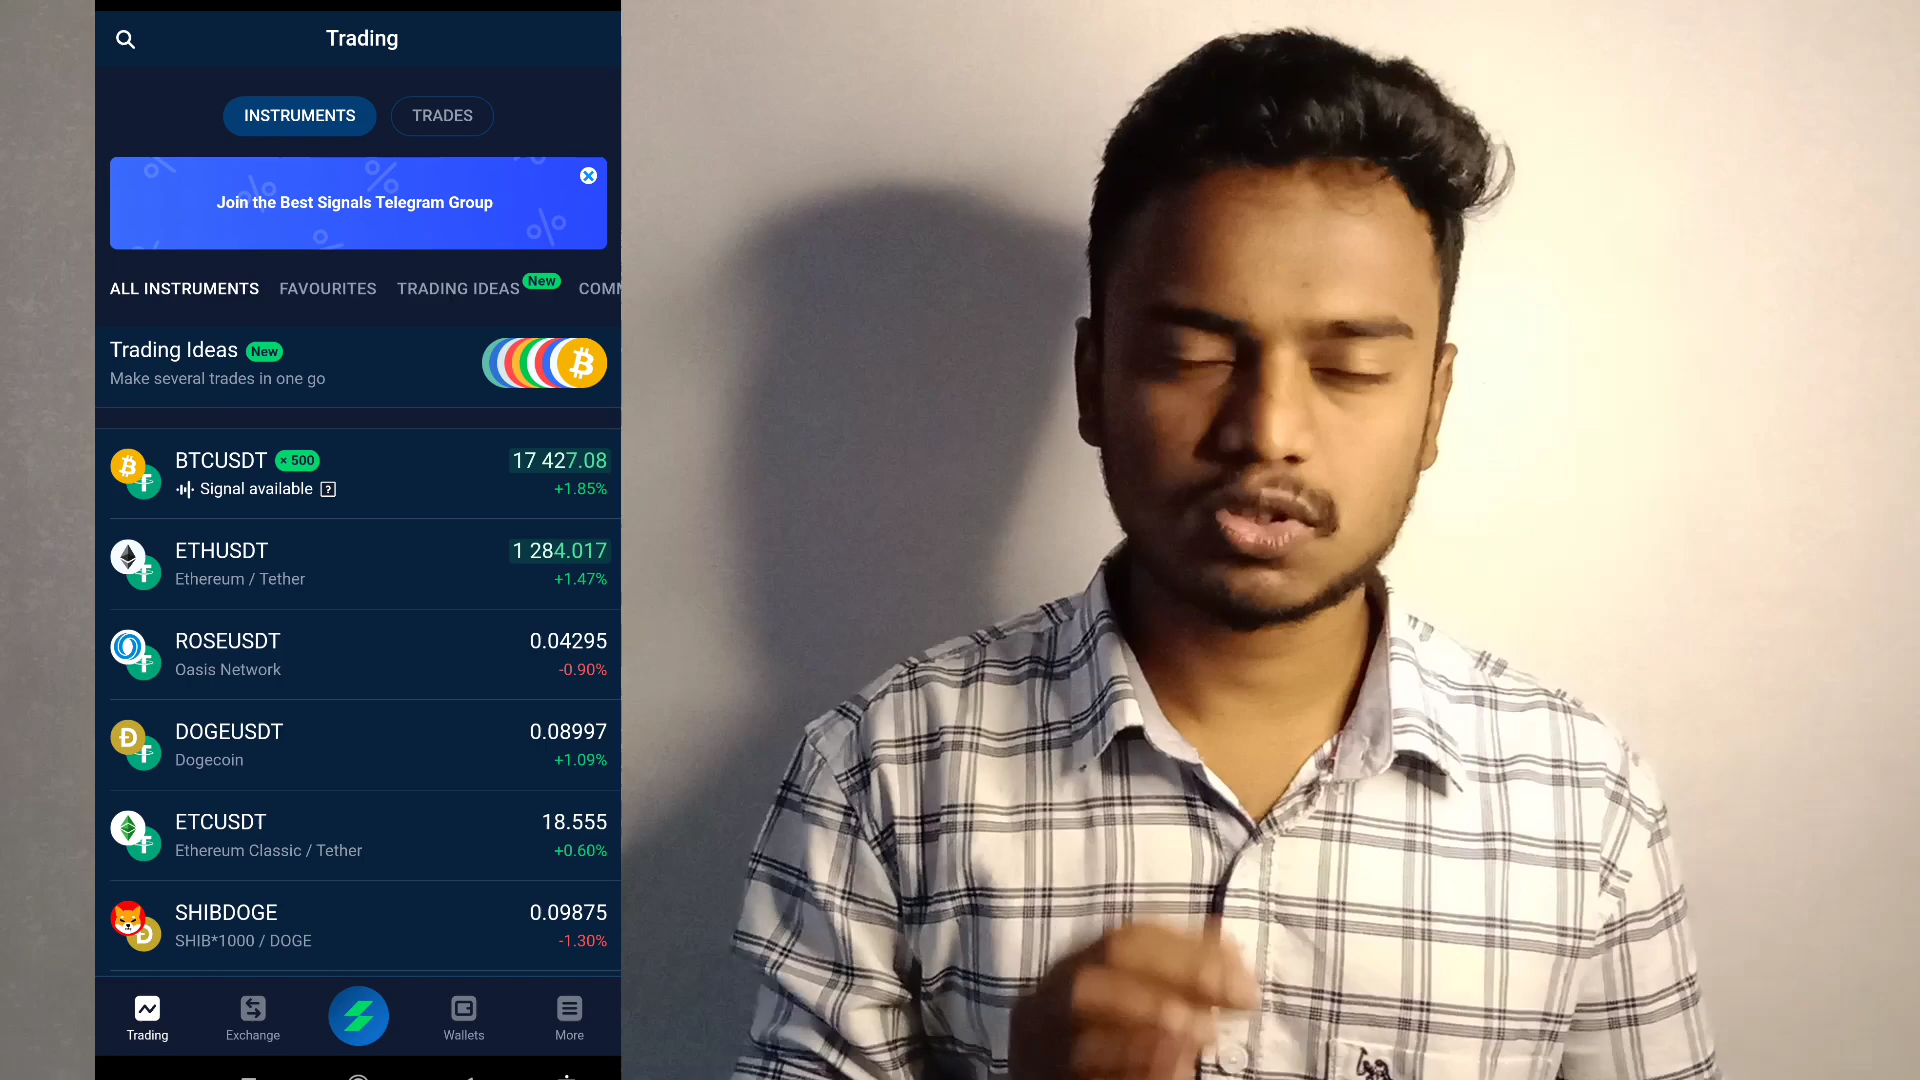 Trading
INSTRUMENTS
TRADES
Join the Best Signals Telegram Group
ALL INSTRUMENTS
FAVOURITES
TRADING IDEAS
New
COMM
Trading Ideas
New
Make several trades in one go
BTCUSDT
× 500
17 427.08
Signal available ?
+1.85%
ETHUSDT
1 284.017
Ethereum / Tether
+1.47%
ROSEUSDT
0.04295
Oasis Network
-0.90%
DOGEUSDT
0.08997
Dogecoin
+1.09%
ETCUSDT
18.555
Ethereum Classic / Tether
+0.60%
SHIBDOGE
0.09875
SHIB*1000 / DOGE
-1.30%
Trading
Exchange
Wallets
More